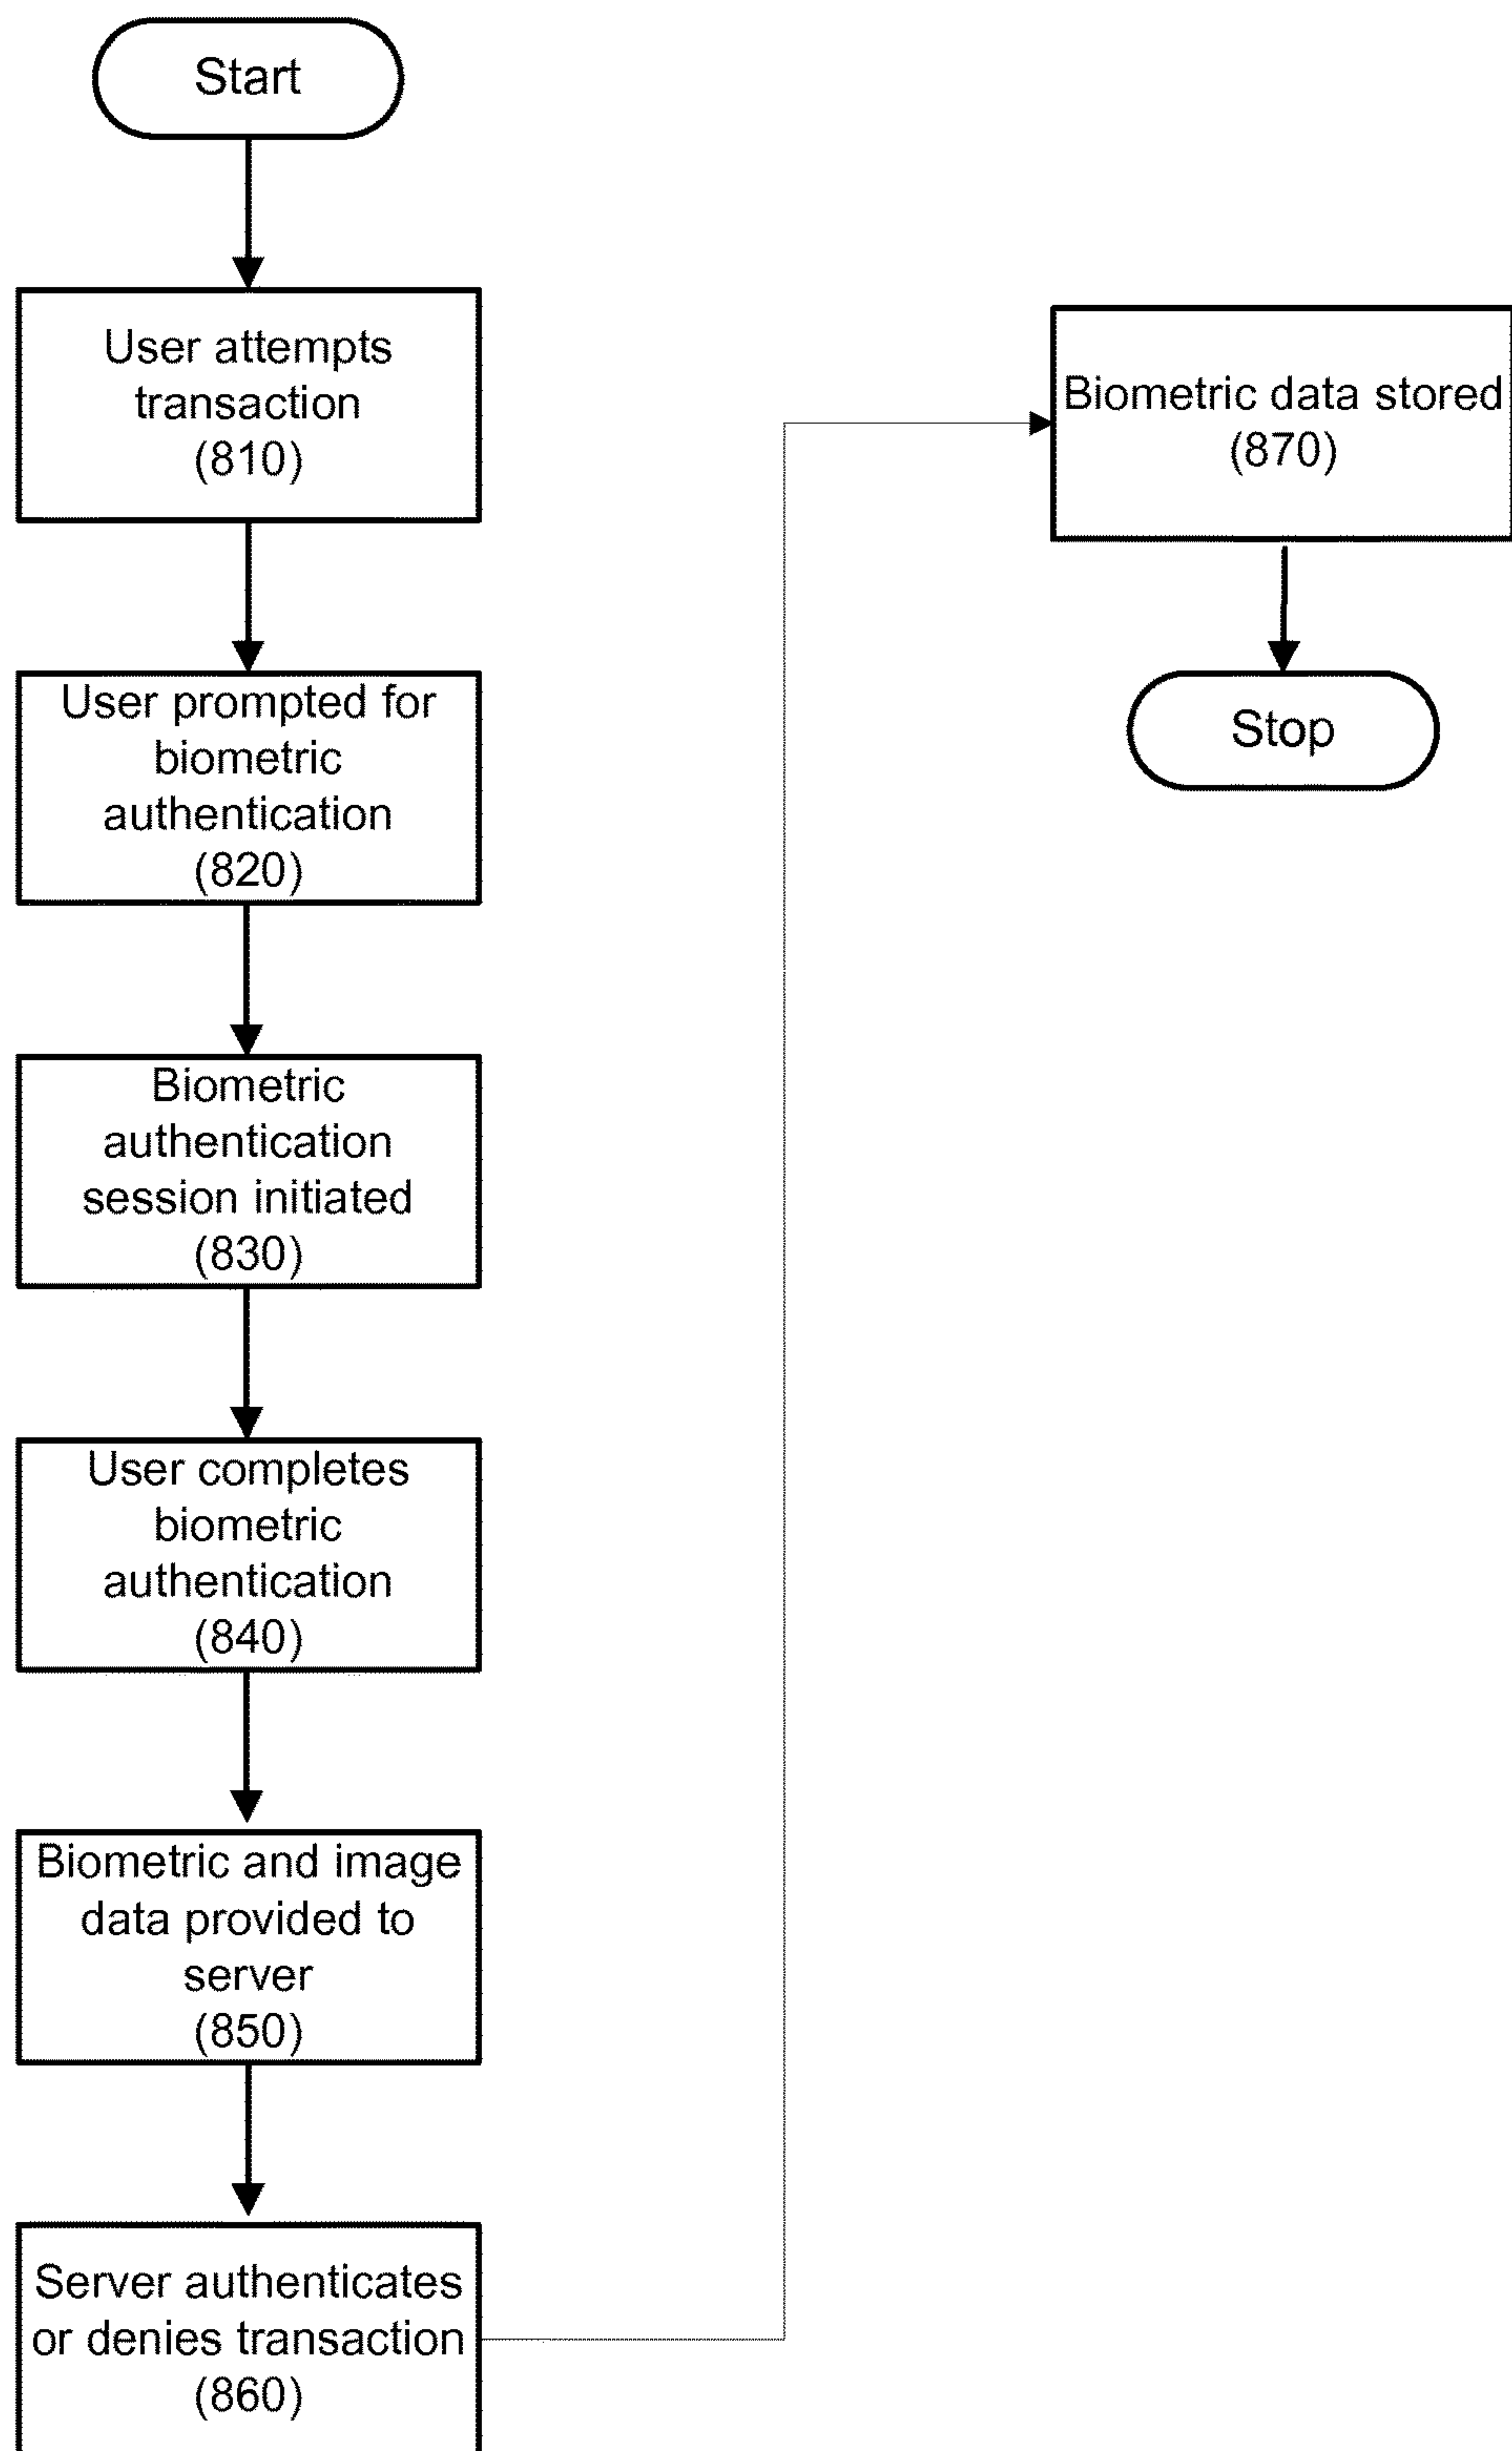 Start
User attempts
transaction
(810)
User prompted for
biometric
authentication
(820)
Biometric
authentication
session initiated
(830)
User completes
biometric
authentication
(840)
Biometric and image
data provided to
server
(850)
Server authenticates
or denies transaction
(860)
Biometric data stored
(870)
Stop